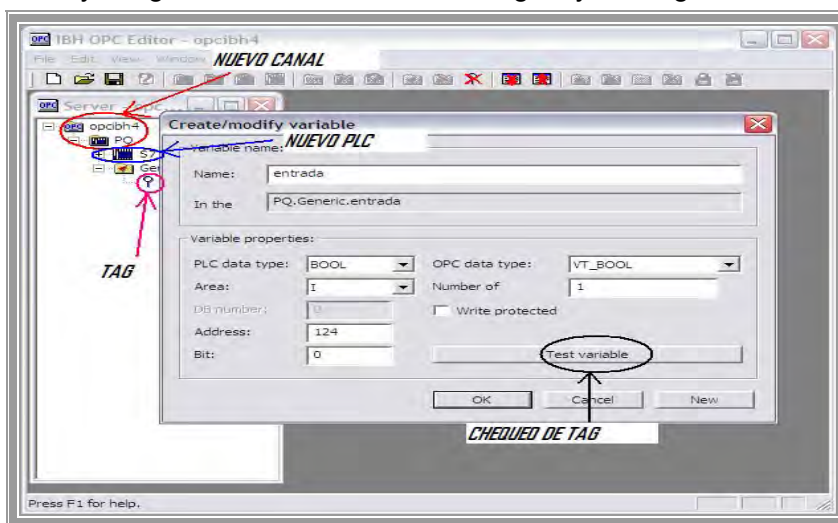 IBH OPC Editor - opcibh4
File Edit View Window
NUEVO CANAL
OPC Server
opcibh4
PQ
S7
Ge
TAG
Create/modify variable
NUEVO PLC
Variable name:
Name: entrada
In the PQ.Generic.entrada
Variable properties:
PLC data type: BOOL OPC data type: VT_BOOL
Area: I Number of 1
DB number: 0 Write protected
Address: 124
Bit: 0 Test variable
OK Cancel New
CHEQUEO DE TAG
Press F1 for help.